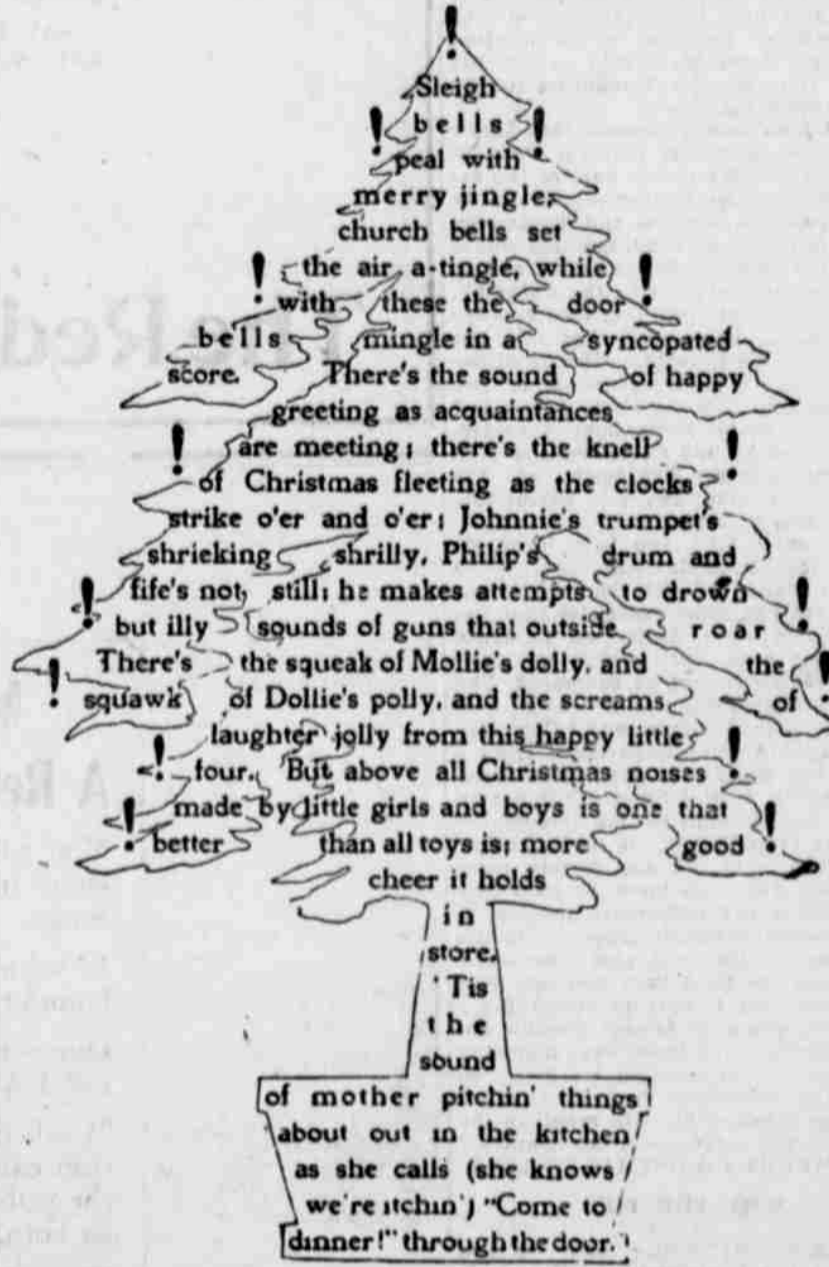 Sleigh
bells
peal with
merry jingle,
church bells set
the air a-tingle, while
with these the door
bells mingle in a syncopated
score. There's the sound of happy
greeting as acquaintances
are meeting; there's the knell
of Christmas fleeting as the clocks
strike o'er and o'er; Johnnie's trumpet's
shrieking shrilly, Philip's drum and
fife's not still; he makes attempts to drown
but illy sounds of guns that outside roar
There's the squeak of Mollie's dolly, and the
squawk of Dollie's polly, and the screams of
laughter jolly from this happy little
four. But above all Christmas noises
made by little girls and boys is one that
better than all toys is; more good
cheer it holds
in
store.
'Tis
the
sound
of mother pitchin' things
about out in the kitchen
as she calls (she knows
we're itchin') "Come to
dinner!" through the door.